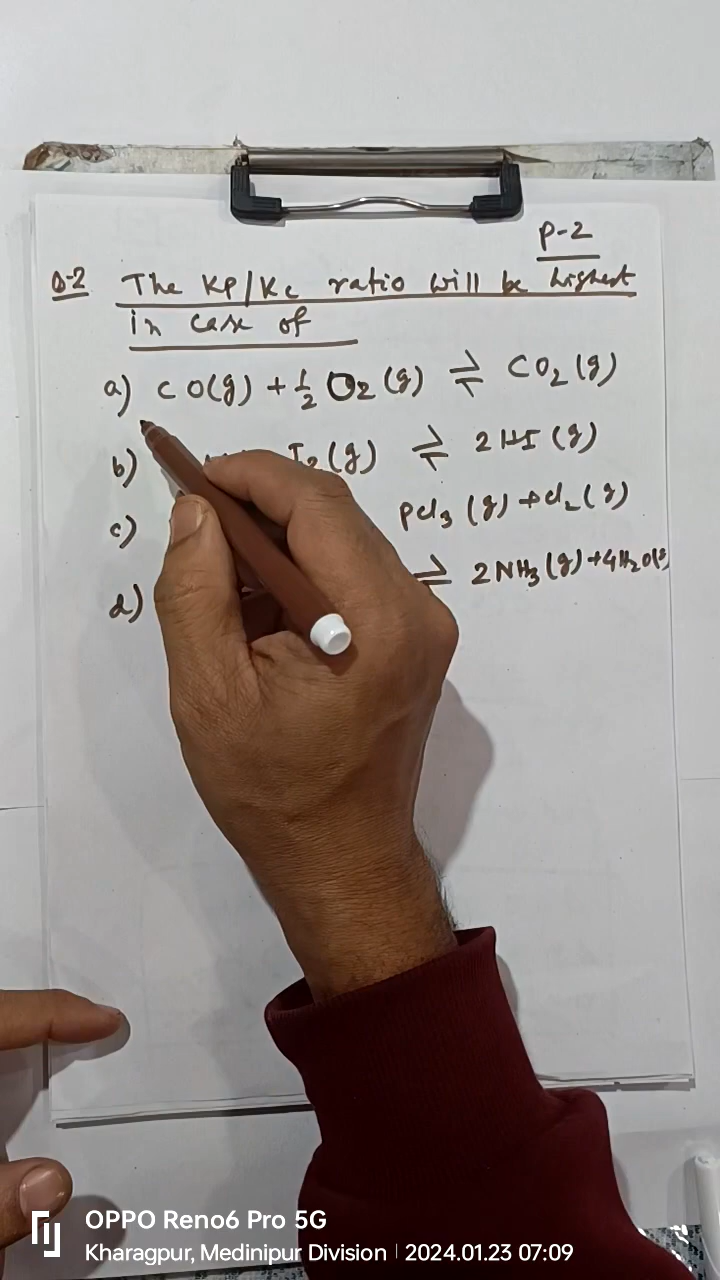 P-2
Q-2 The KP/Kc ratio will be highest
in case of
a) CO(g) + 1/2 O2 (g) ⇌ CO2 (g)
b) I2 (g) ⇌ 2HI (g)
c) PCl3 (g) + Cl2 (g)
d) ⇌ 2NH3 (g) + 4H2O(g)
OPPO Reno6 Pro 5G
Kharagpur, Medinipur Division | 2024.01.23 07:09